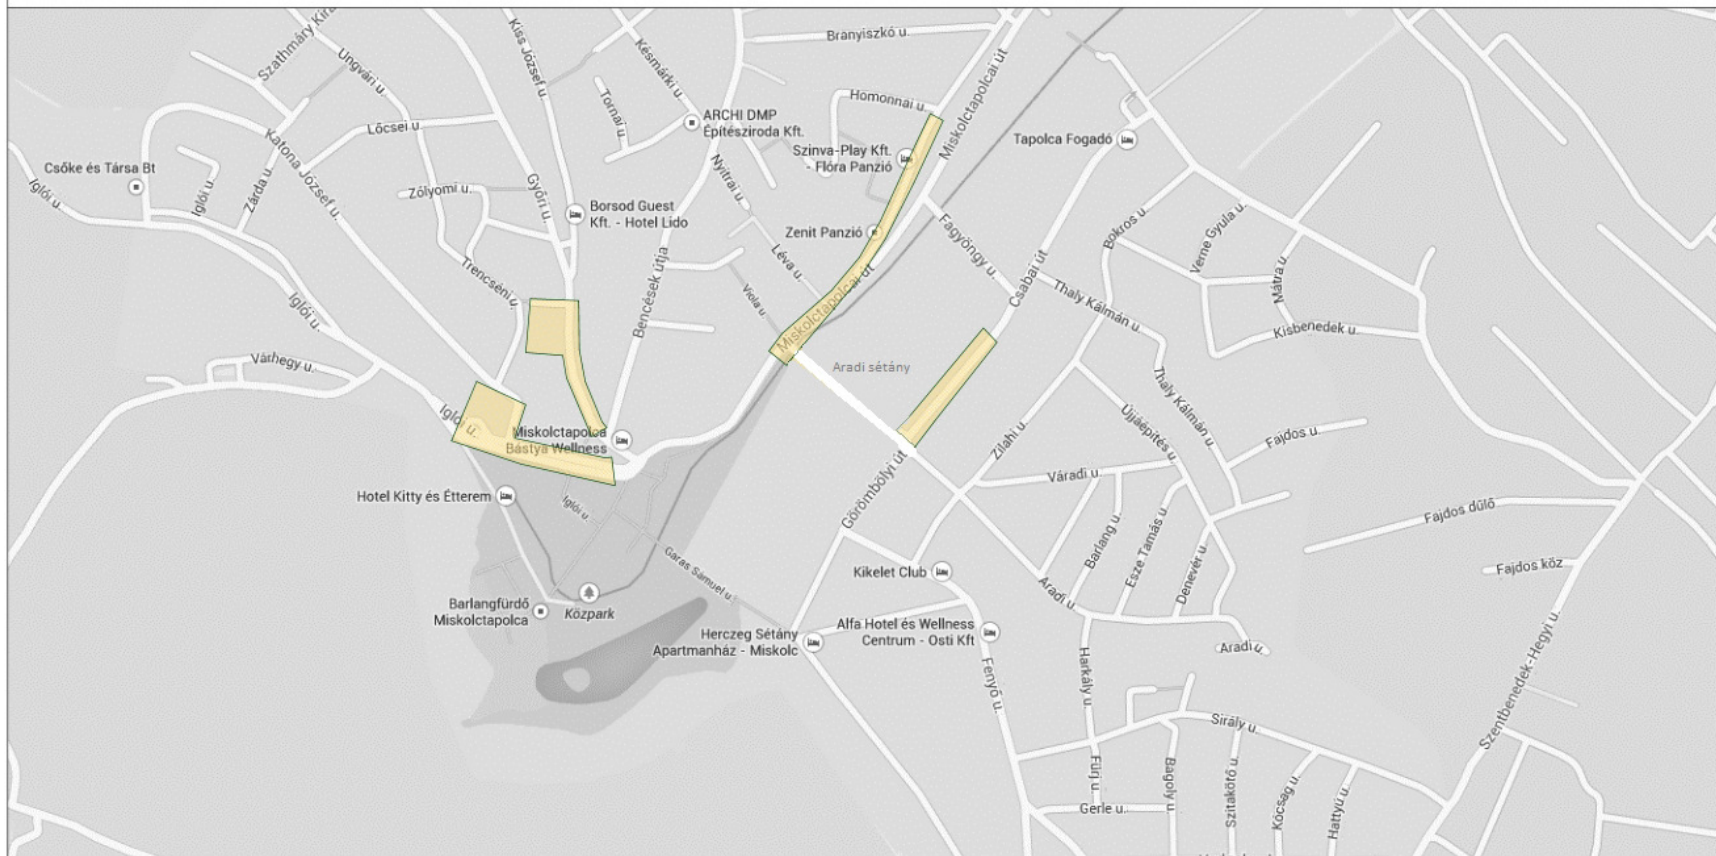 Szathmáry Kirá
Kiss József u.
Branyiszkó u.
Miskolctapolcai út
Ungvári u.
Késmárki u.
Tornai u.
Homonnai u.
ARCHI DMP
Építésziroda Kft.
Lőcsei u.
Tapolca Fogadó
Szinva-Play Kft.
- Flóra Panzió
Csőke és Társa Bt
Katona József u.
Iglói u.
Iglói u.
Zárda u.
Zólyomi u.
Győri u.
Nyitrai u.
Borsod Guest
Kft. - Hotel Lido
Zenit Panzió
Fagyöngy u.
Bokros u.
Verne Gyula u.
Léva u.
Trencséni u.
Bencések útja
Viola u.
Miskolctapolcai út
Csabai út
Thaly Kálmán u.
Mátra u.
Iglói u.
Kisbenedek u.
Várhegy u.
Aradi sétány
Thaly Kálmán u.
Iglói u.
Miskolctapolca
Bástya Wellness
Újjáépítés u.
Zilahi u.
Fajdos u.
Váradi u.
Görömbölyi út
Hotel Kitty és Étterem
Iglói u.
Fajdos dűlő
Barlang u.
Esze Tamás u.
Denevér u.
Garas Sámuel u.
Kikelet Club
Fajdos köz
Aradi u.
Barlangfürdő
Miskolctapolca
Középark
Alfa Hotel és Wellness
Centrum - Osti Kft
Herczeg Sétány
Apartmanház - Miskolc
Aradi u.
Harkály u.
Fenyő u.
Szentbenedek-Hegyi u.
Sirály u.
Fürj u.
Bagoly u.
Szitakötő u.
Kócsag u.
Hattyú u.
Gerle u.